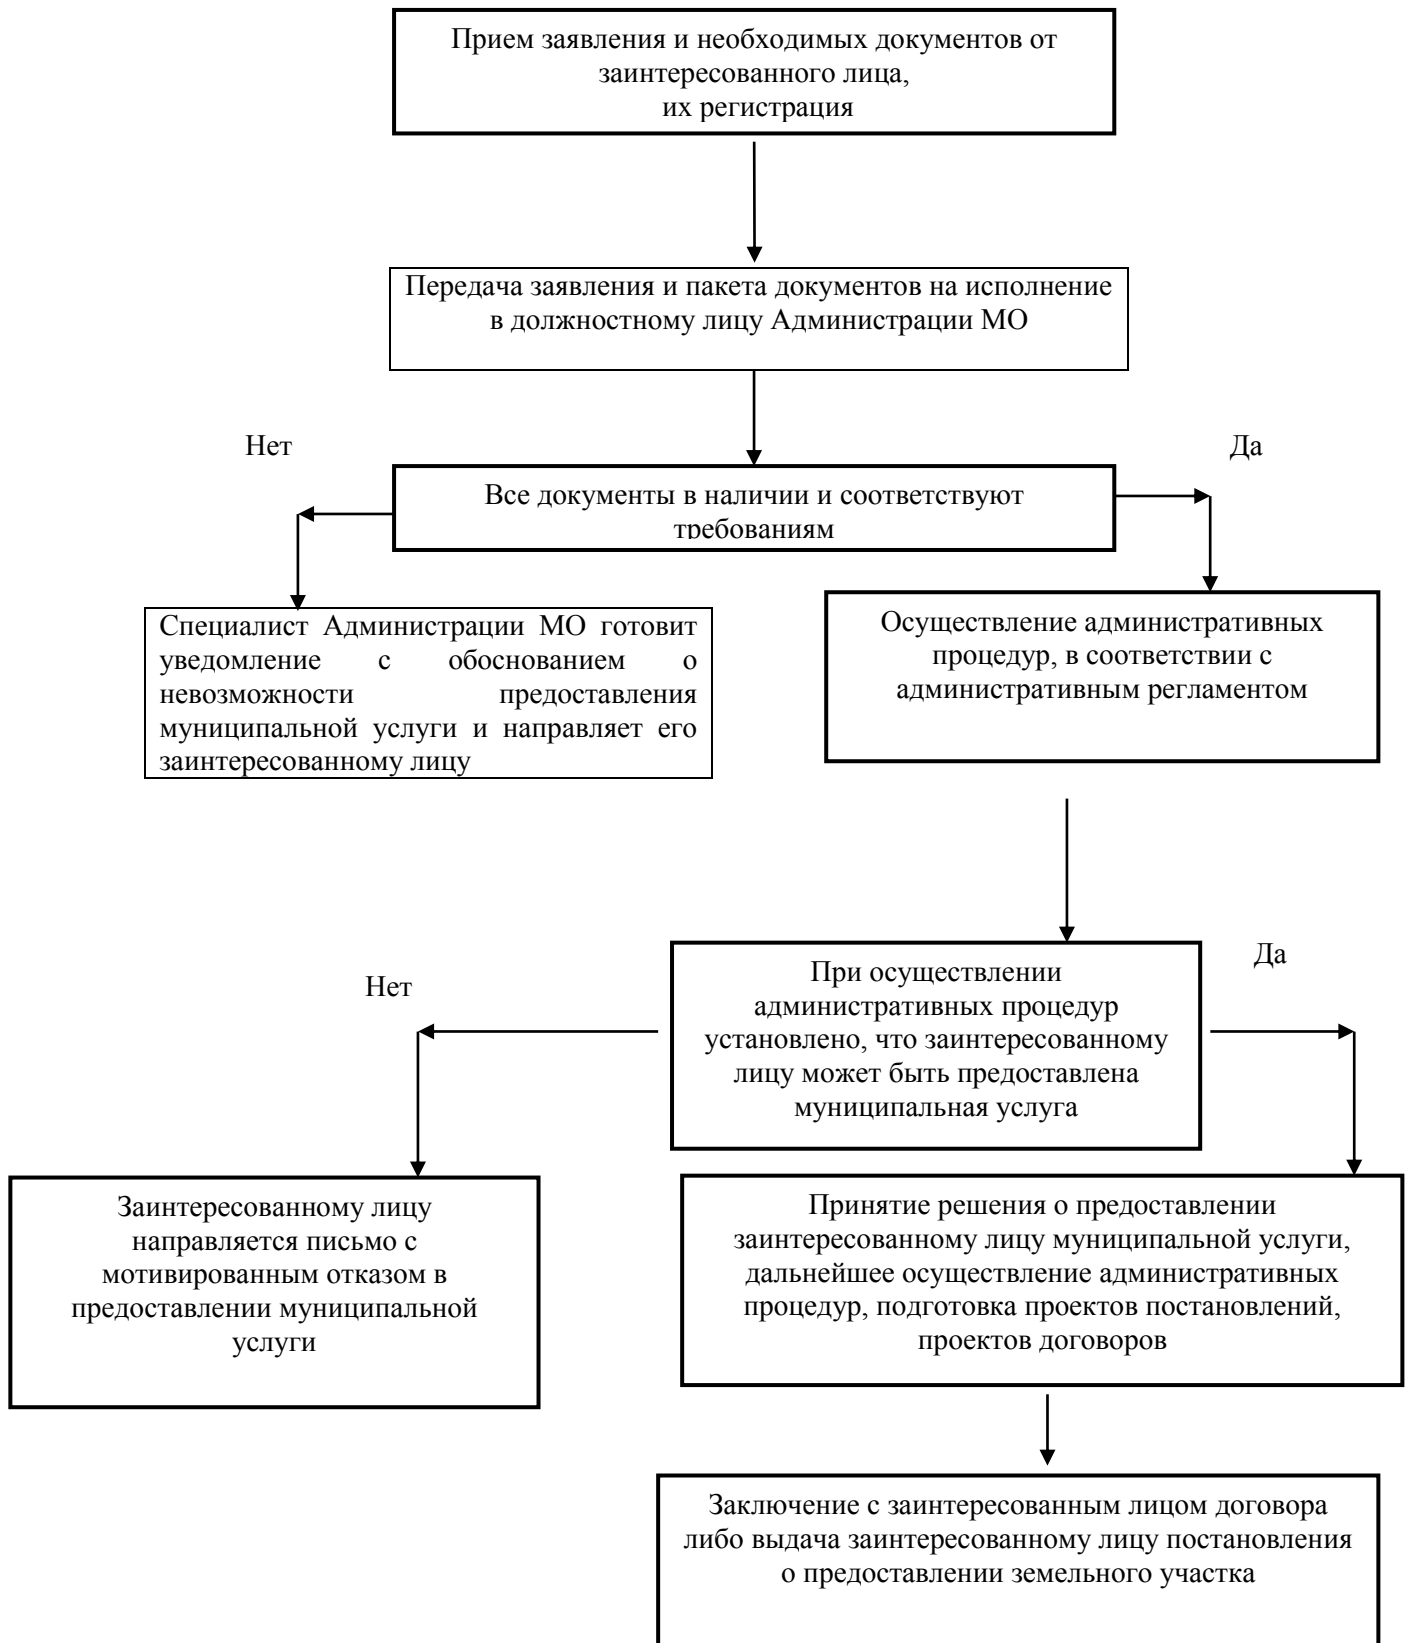 Прием заявления и необходимых документов от
заинтересованного лица,
их регистрация
Передача заявления и пакета документов на исполнение
в должностному лицу Администрации МО
Нет
Да
Все документы в наличии и соответствуют
требованиям
Специалист Администрации МО готовит
уведомление с обоснованием о
невозможности предоставления
муниципальной услуги и направляет его
заинтересованному лицу
Осуществление административных
процедур, в соответствии с
административным регламентом
Нет
Да
При осуществлении
административных процедур
установлено, что заинтересованному
лицу может быть предоставлена
муниципальная услуга
Заинтересованному лицу
направляется письмо с
мотивированным отказом в
предоставлении муниципальной
услуги
Принятие решения о предоставлении
заинтересованному лицу муниципальной услуги,
дальнейшее осуществление административных
процедур, подготовка проектов постановлений,
проектов договоров
Заключение с заинтересованным лицом договора
либо выдача заинтересованному лицу постановления
о предоставлении земельного участка